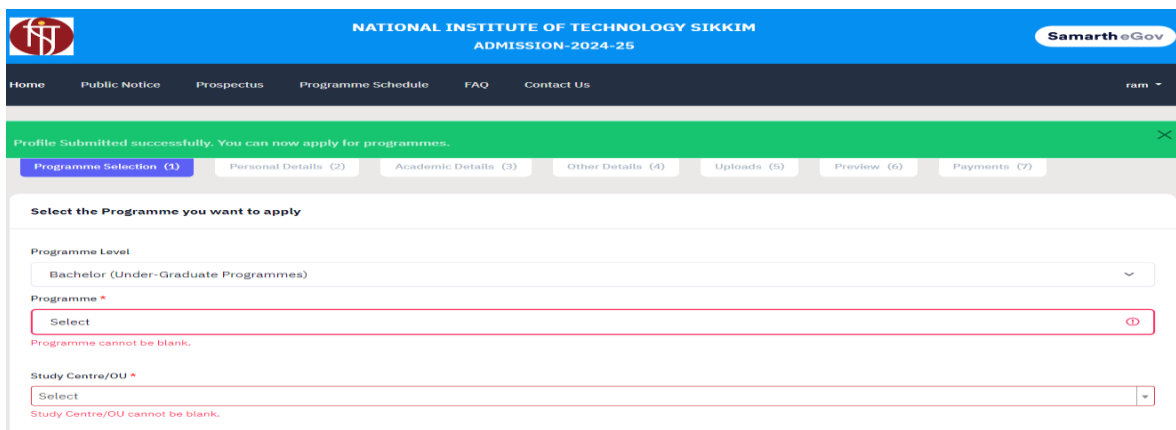 NATIONAL INSTITUTE OF TECHNOLOGY SIKKIM
ADMISSION-2024-25
Samarth eGov
Home Public Notice Prospectus Programme Schedule FAQ Contact Us ram
Profile Submitted successfully. You can now apply for programmes.
Programme Selection (1) Personal Details (2) Academic Details (3) Other Details (4) Uploads (5) Preview (6) Payments (7)
Select the Programme you want to apply
Programme Level
Bachelor (Under-Graduate Programmes)
Programme *
Select
Programme cannot be blank.
Study Centre/OU *
Select
Study Centre/OU cannot be blank.